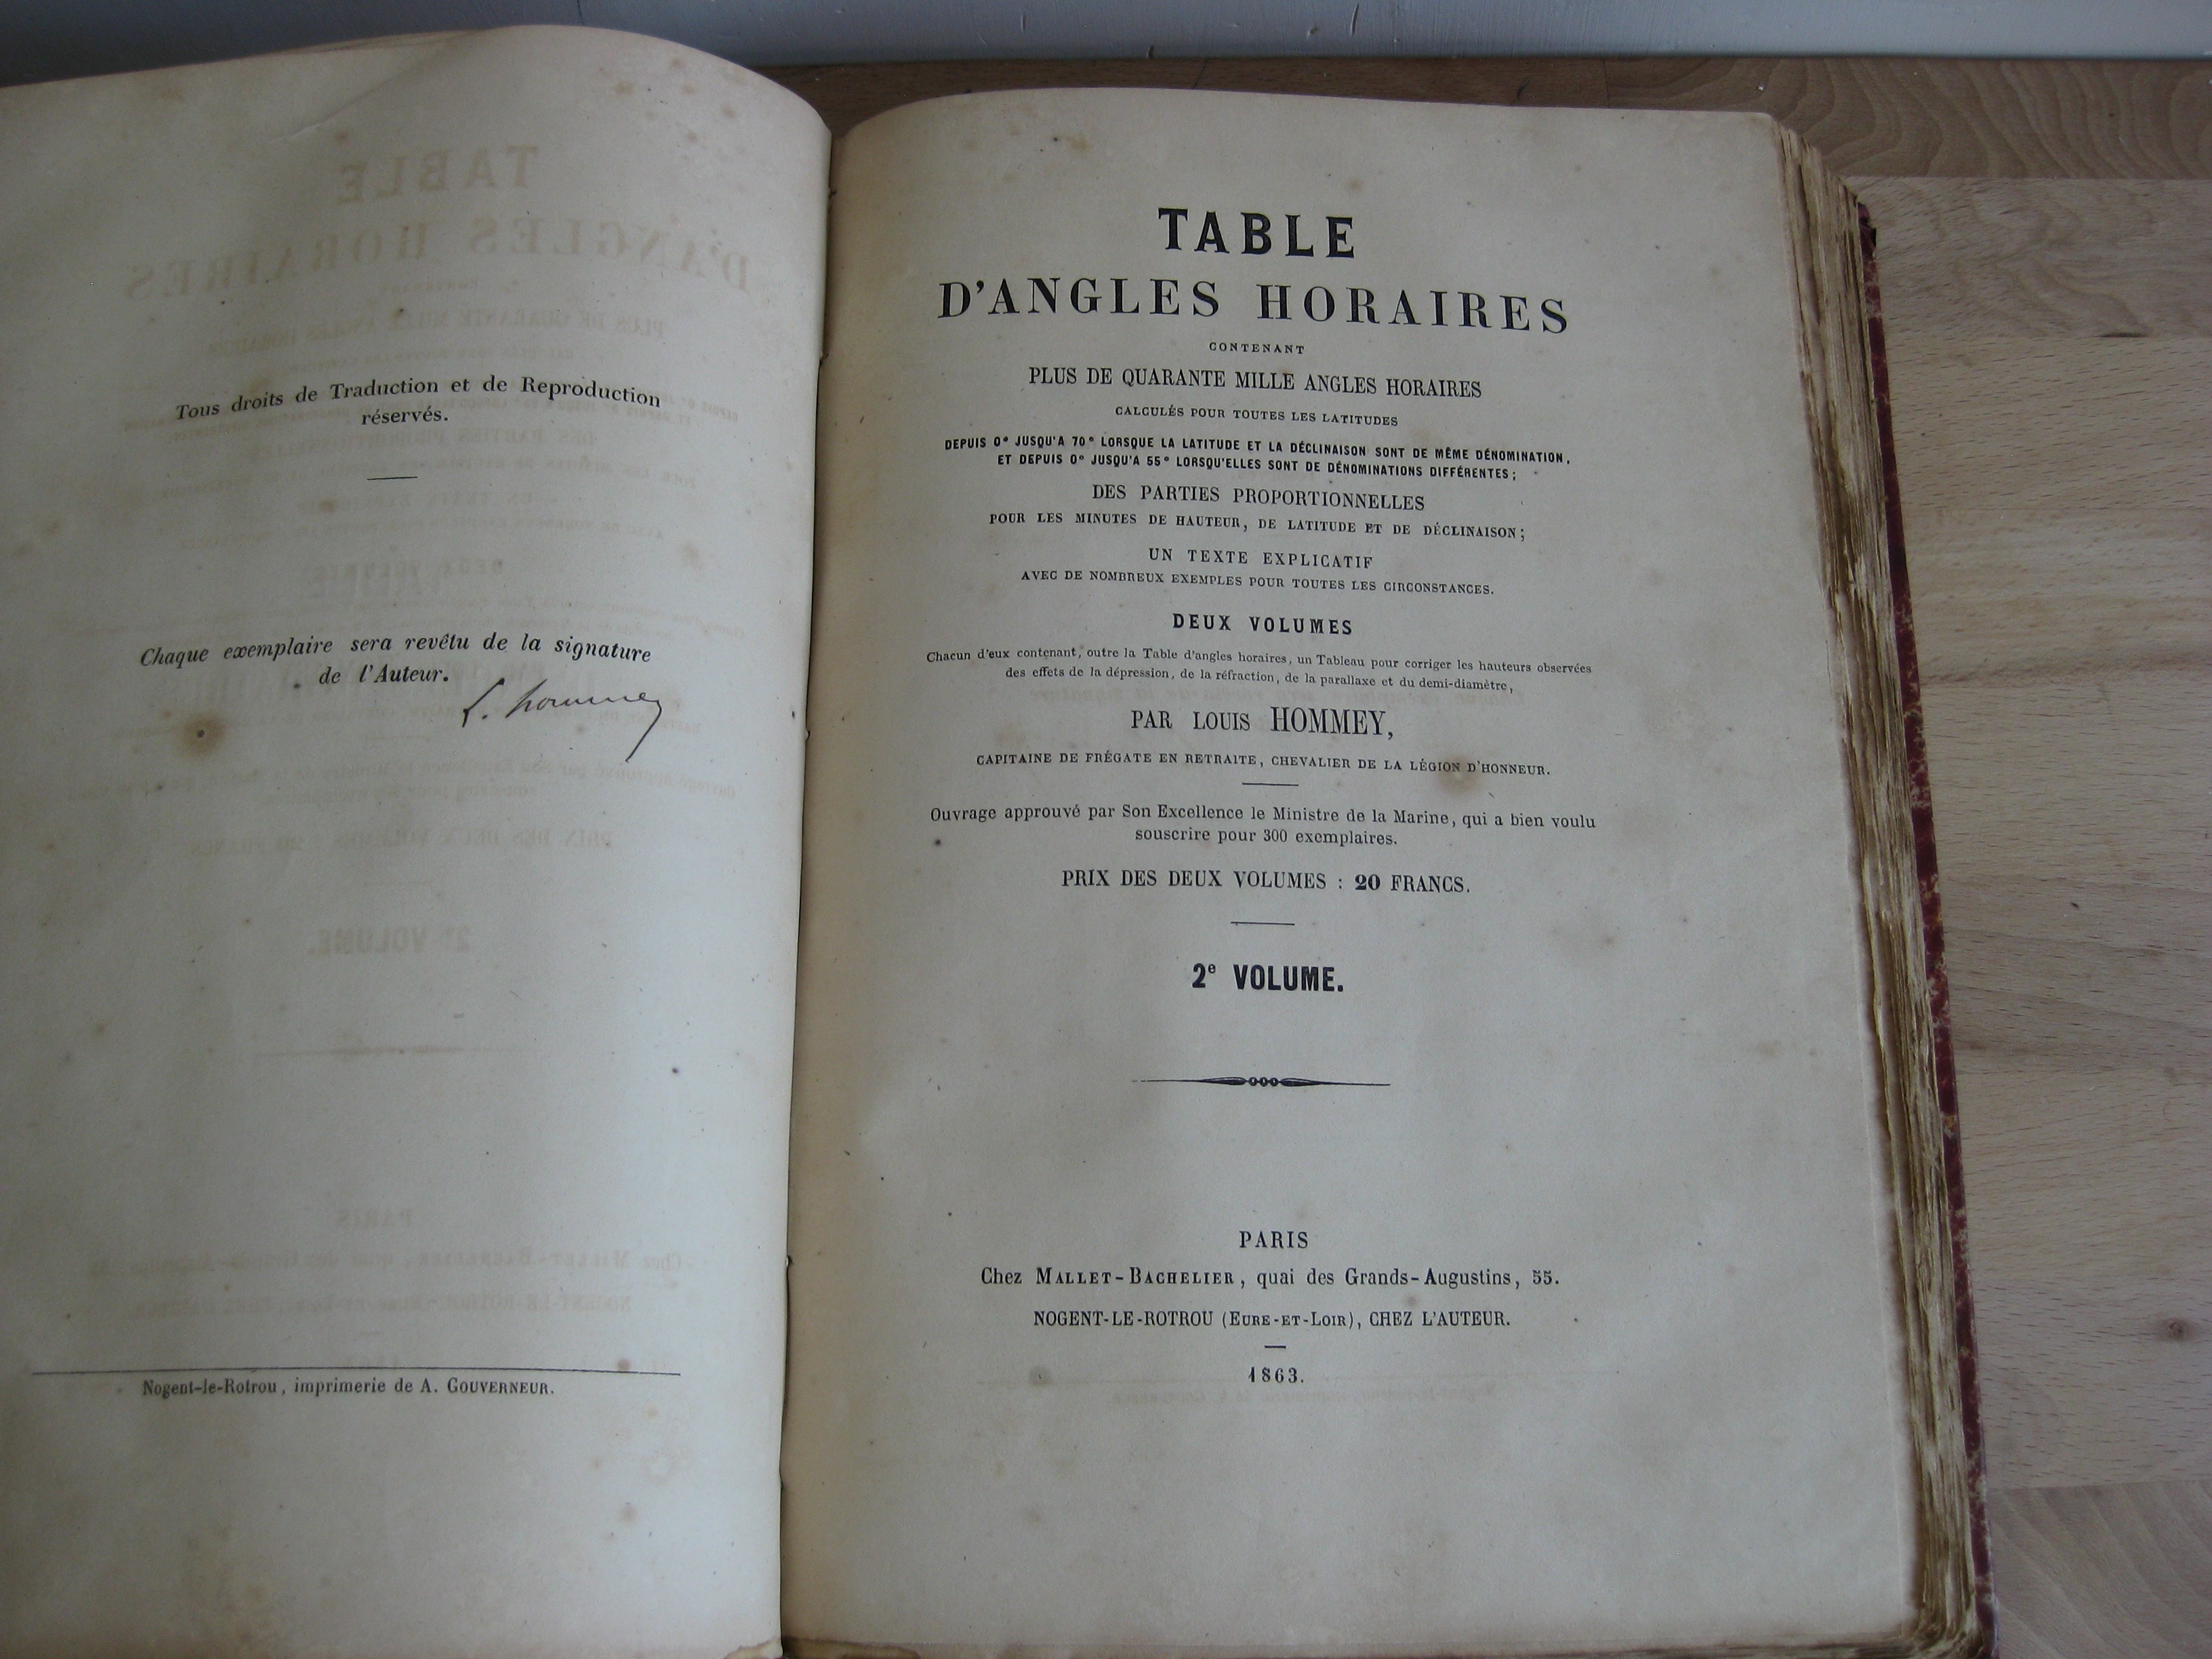 Tous droits de Traduction et de Reproduction
réservés.
Chaque exemplaire sera revêtu de la signature
de l'Auteur.
L. hommey
Nogent-le-Rotrou, imprimerie de A. GOUVERNEUR.
TABLE
D'ANGLES HORAIRES
CONTENANT
PLUS DE QUARANTE MILLE ANGLES HORAIRES
CALCULÉS POUR TOUTES LES LATITUDES
DEPUIS 0° JUSQU'A 70° LORSQUE LA LATITUDE ET LA DÉCLINAISON SONT DE MÊME DÉNOMINATION,
ET DEPUIS 0° JUSQU'A 55° LORSQU'ELLES SONT DE DÉNOMINATIONS DIFFÉRENTES;
DES PARTIES PROPORTIONNELLES
POUR LES MINUTES DE HAUTEUR, DE LATITUDE ET DE DÉCLINAISON;
UN TEXTE EXPLICATIF
AVEC DE NOMBREUX EXEMPLES POUR TOUTES LES CIRCONSTANCES.
DEUX VOLUMES
Chacun d'eux contenant, outre la Table d'angles horaires, un Tableau pour corriger les hauteurs observées
des effets de la dépression, de la réfraction, de la parallaxe et du demi-diamètre,
PAR LOUIS HOMMEY,
CAPITAINE DE FRÉGATE EN RETRAITE, CHEVALIER DE LA LÉGION D'HONNEUR.
Ouvrage approuvé par Son Excellence le Ministre de la Marine, qui a bien voulu
souscrire pour 300 exemplaires.
PRIX DES DEUX VOLUMES : 20 FRANCS.
2e VOLUME.
PARIS
Chez MALLET-BACHELIER, quai des Grands-Augustins, 55.
NOGENT-LE-ROTROU (EURE-ET-LOIR), CHEZ L'AUTEUR.
1863.